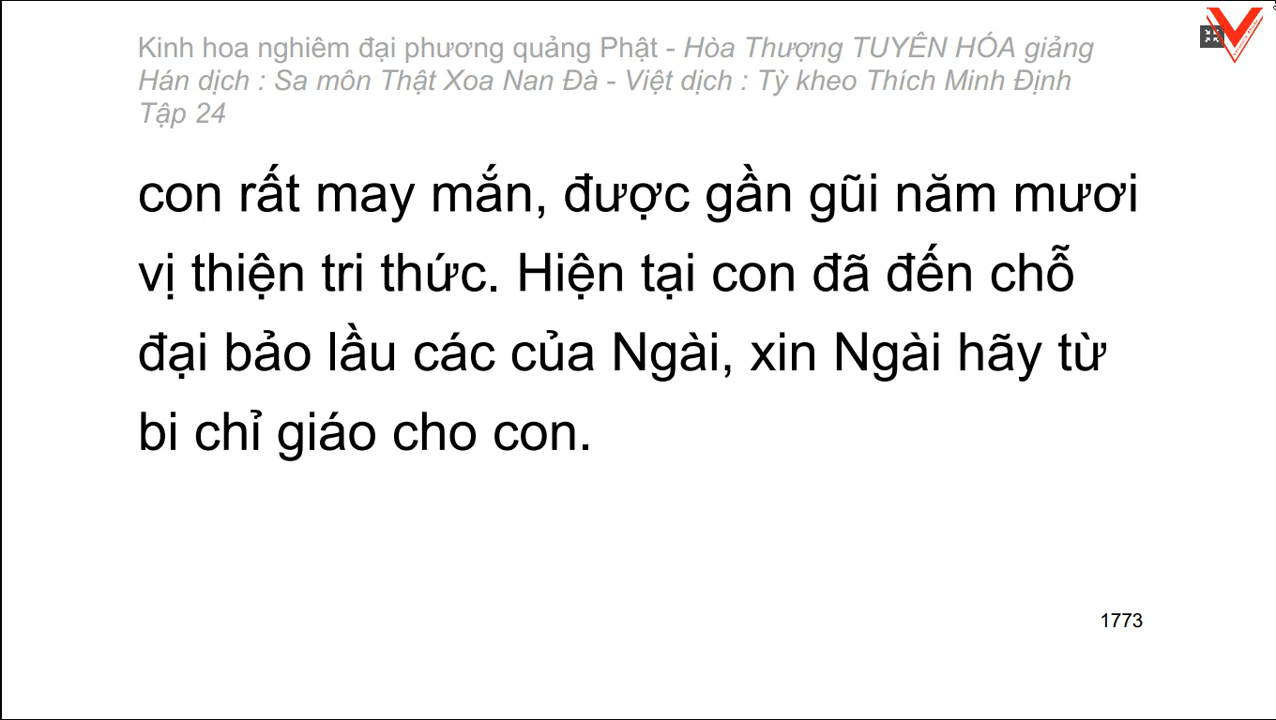 Kinh hoa nghiêm đại phương quảng Phật - Hòa Thượng TUYÊN HÓA giảng
Hán dịch : Sa môn Thật Xoa Nan Đà - Việt dịch : Tỳ kheo Thích Minh Định
Tập 24
con rất may mắn, được gần gũi năm mươi
vị thiện tri thức. Hiện tại con đã đến chỗ
đại bảo lầu các của Ngài, xin Ngài hãy từ
bi chỉ giáo cho con.
1773